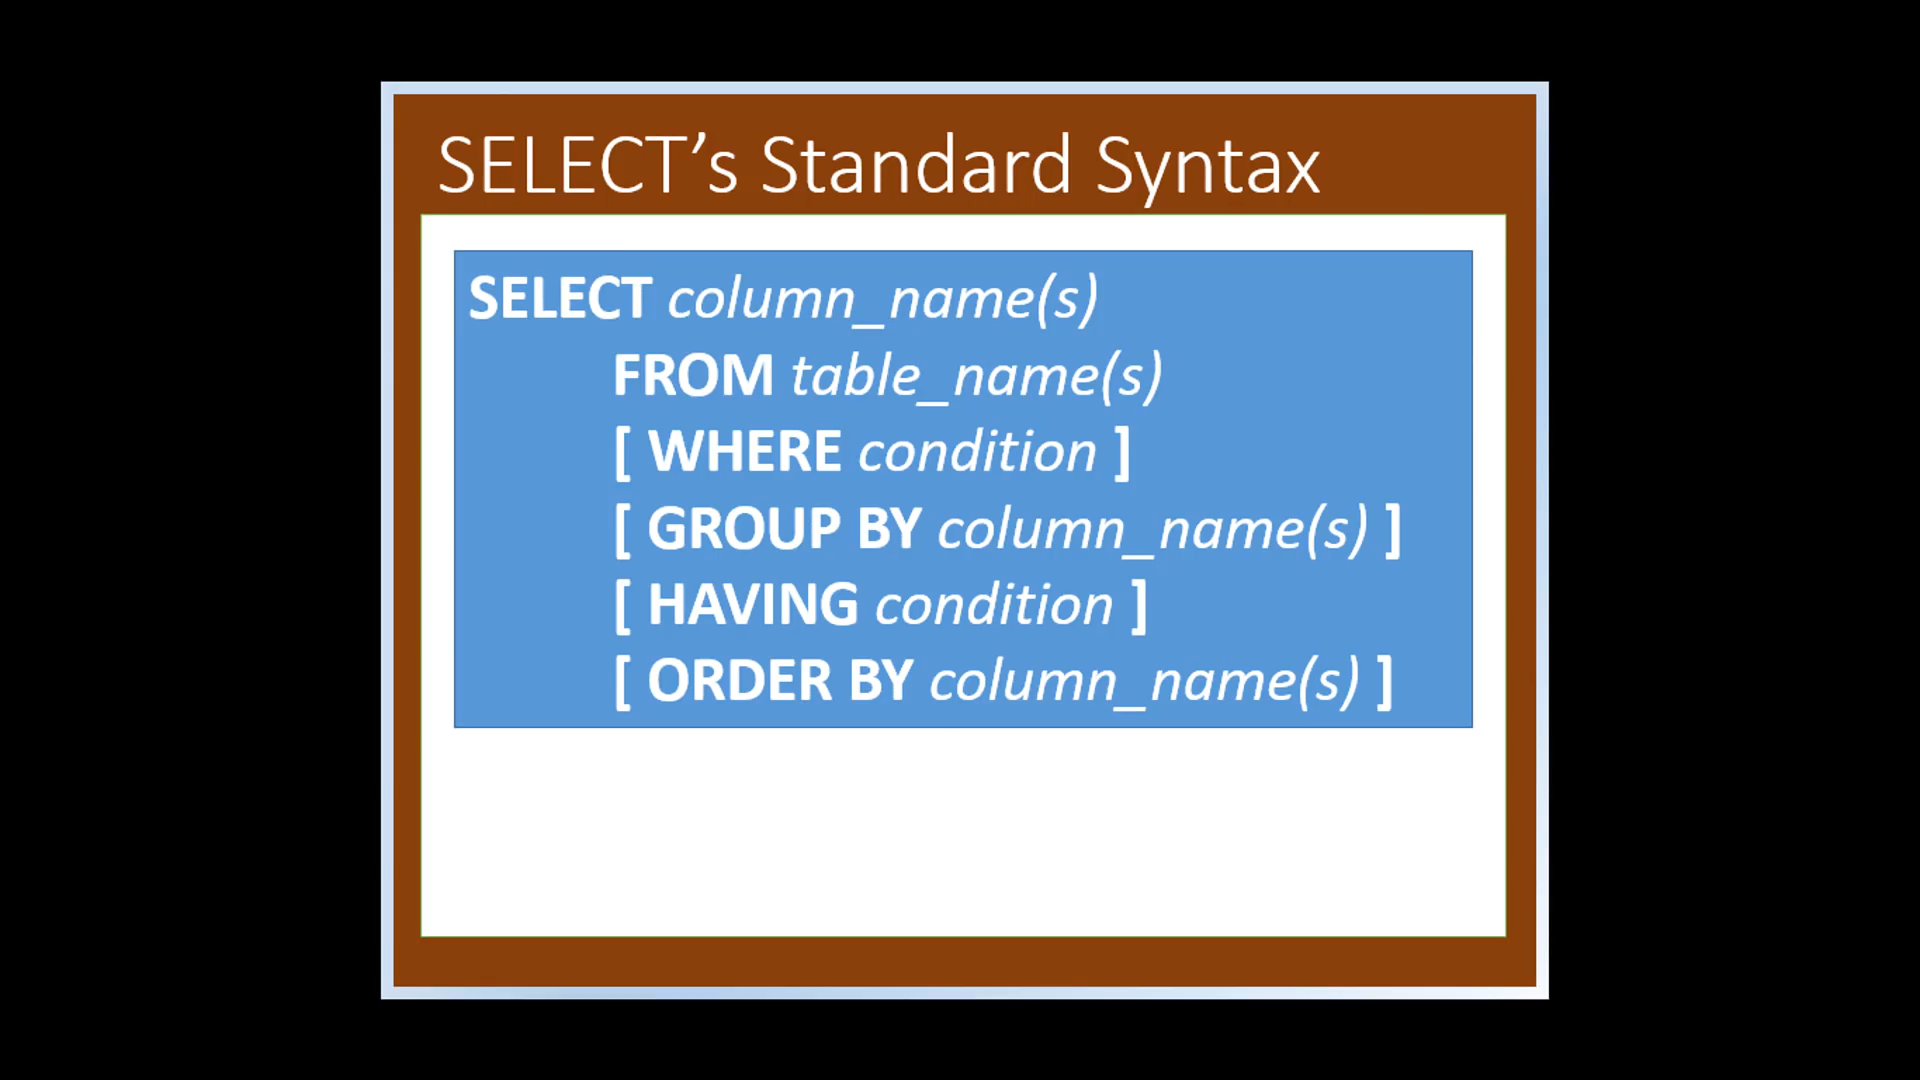 SELECT’s Standard Syntax
SELECT column_name(s)
FROM table_name(s)
[ WHERE condition ]
[ GROUP BY column_name(s) ]
[ HAVING condition ]
[ ORDER BY column_name(s) ]